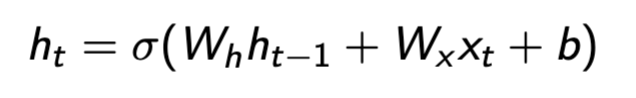 hₜ = σ(Wₕhₜ₋₁ + Wₓxₜ + b)